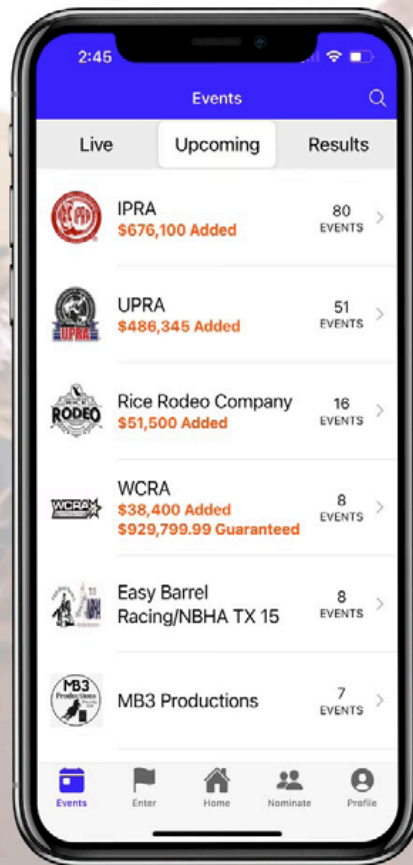 2:45
Events
Live
Upcoming
Results
IPRA
$676,100 Added
80
EVENTS
UPRA
UPRA
$486,345 Added
51
EVENTS
RICE
RODEO
Rice Rodeo Company
$51,500 Added
16
EVENTS
WCRA
WCRA
$38,400 Added
$929,799.99 Guaranteed
8
EVENTS
Easy Barrel
Racing/NBHA TX 15
8
EVENTS
MB3
Productions
MB3 Productions
7
EVENTS
Events
Enter
Home
Nominate
Profile